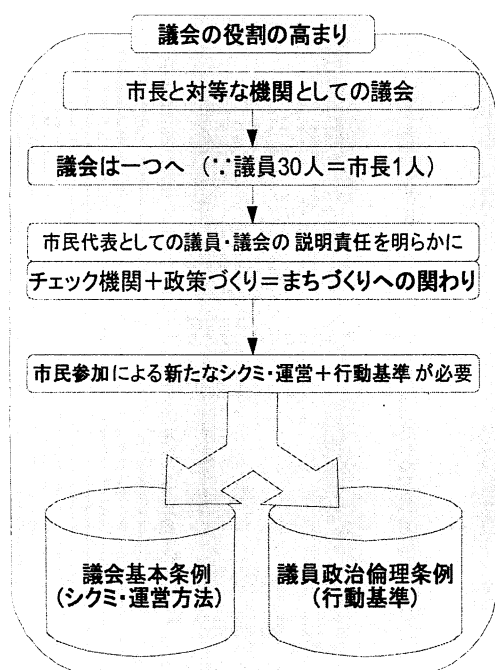 議会の役割の高まり
市長と対等な機関としての議会
議会は一つへ (∵議員30人=市長1人)
市民代表としての議員・議会の説明責任を明らかに
チェック機関+政策づくり=まちづくりへの関わり
市民参加による新たなシクミ・運営+行動基準が必要
議会基本条例
(シクミ・運営方法)
議員政治倫理条例
(行動基準)